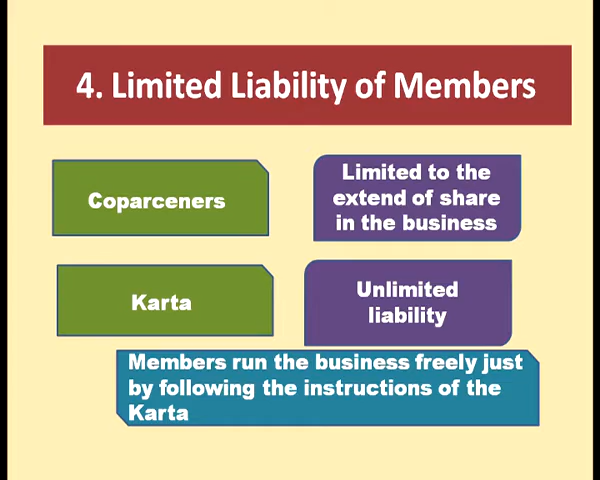 4. Limited Liability of Members
Coparceners
Limited to the
extend of share
in the business
Karta
Unlimited
liability
Members run the business freely just
by following the instructions of the
Karta